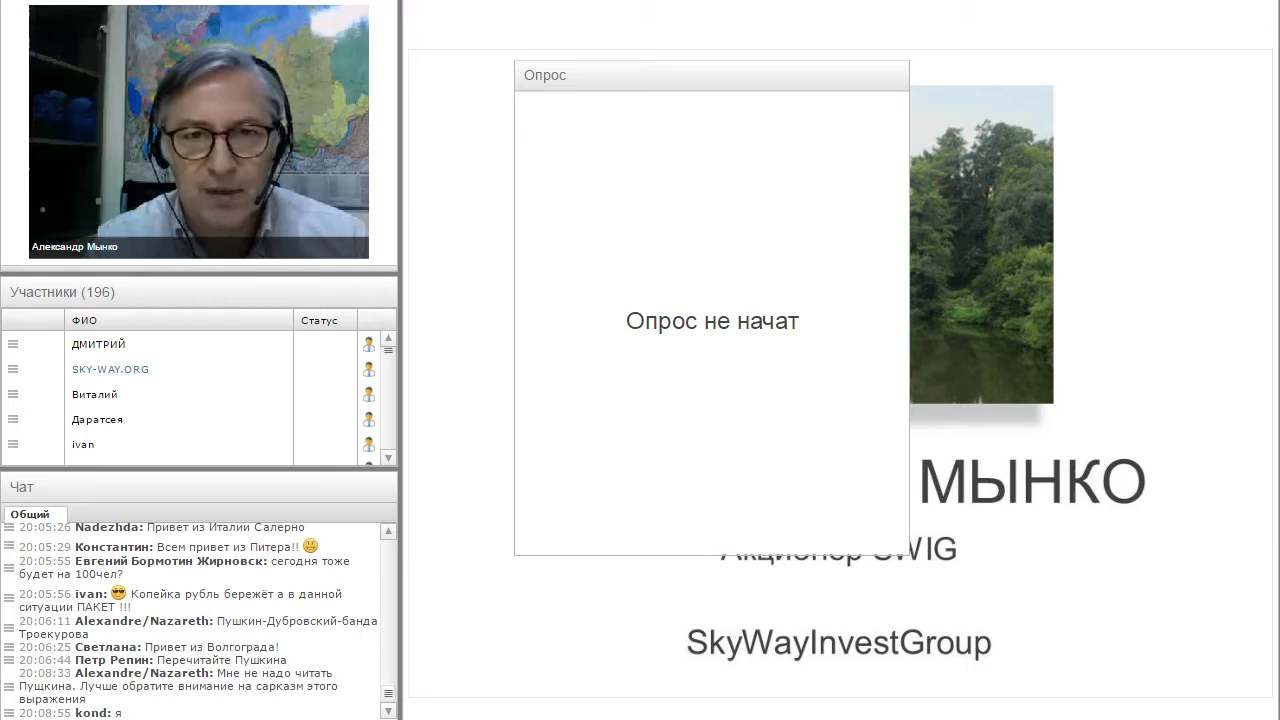 Александр Мынко
Участники (196)
ФИО
Статус
ДМИТРИЙ
SKY-WAY.ORG
Виталий
Даратсея
ivan
Чат
Общий
20:05:26 Nadezhda: Привет из Италии Салерно
20:05:29 Константин: Всем привет из Питера!!
20:05:55 Евгений Бормотин Жирновск: сегодня тоже
будет на 100чел?
20:05:56 ivan: Копейка рубль бережёт а в данной
ситуации ПАКЕТ !!!
20:06:11 Alexandre/Nazareth: Пушкин-Дубровский-банда
Троекурова
20:06:25 Светлана: Привет из Волгограда!
20:06:44 Петр Репин: Перечитайте Пушкина
20:08:33 Alexandre/Nazareth: Мне не надо читать
Пущкина. Лучше обратите внимание на сарказм этого
выражения
20:08:55 kond: я
Опрос
Опрос не начат
МЫНКО
Акционер SWIG
SkyWayInvestGroup